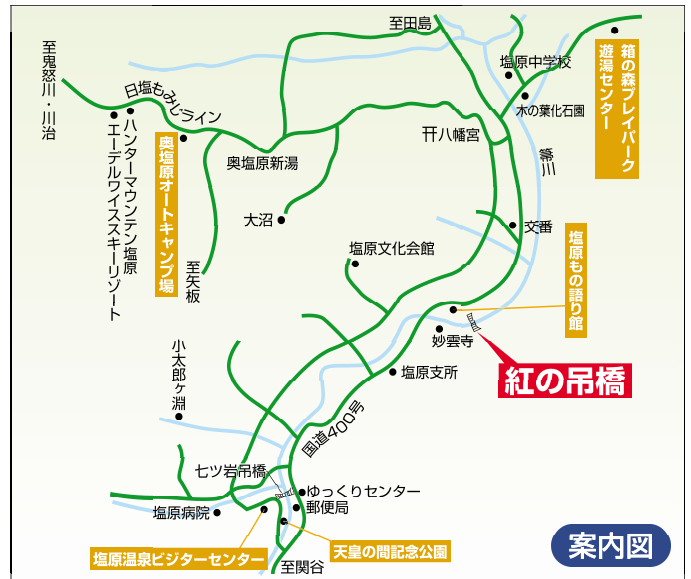 至田島
至鬼怒川・川治
日塩もみじライン
塩原中学校
箱の森プレイパーク
遊湯センター
木の葉化石園
八幡宮
箒川
奥塩原新湯
ハンターマウンテン塩原
エーデルワイススキーリゾート
奥塩原オートキャンプ場
大沼
至矢板
交番
塩原文化会館
塩原もの語り館
妙雲寺
小太郎ヶ淵
塩原支所
紅の吊橋
国道400号
七ツ岩吊橋
ゆっくりセンター
郵便局
塩原病院
塩原温泉ビジターセンター
天皇の間記念公園
至関谷
案内図